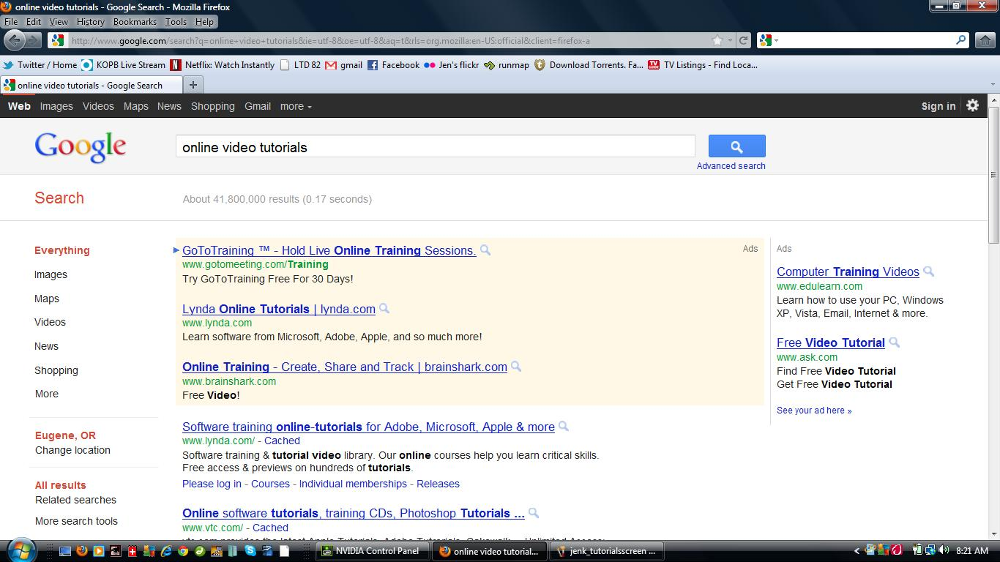 online video tutorials - Google Search - Mozilla Firefox
File Edit View History Bookmarks Tools Help
http://www.google.com/search?q=online+video+tutorials&ie=utf-8&oe=utf-8&aq=t&rls=org.mozilla:en-US:official&client=firefox-a
Twitter / Home KOPB Live Stream Netflix: Watch Instantly LTD 82 gmail Facebook Jen's flickr runmap Download Torrents. Fa... TV Listings - Find Loca...
online video tutorials - Google Search
Web Images Videos Maps News Shopping Gmail more Sign in
Google
online video tutorials
Advanced search
Search
About 41,800,000 results (0.17 seconds)
Everything
Images
Maps
Videos
News
Shopping
More
Eugene, OR
Change location
All results
Related searches
More search tools
Ads
GoToTraining ™ - Hold Live Online Training Sessions.
www.gotomeeting.com/Training
Try GoToTraining Free For 30 Days!
Lynda Online Tutorials | lynda.com
www.lynda.com
Learn software from Microsoft, Adobe, Apple, and so much more!
Online Training - Create, Share and Track | brainshark.com
www.brainshark.com
Free Video!
Software training online-tutorials for Adobe, Microsoft, Apple & more
www.lynda.com/ - Cached
Software training & tutorial video library. Our online courses help you learn critical skills.
Free access & previews on hundreds of tutorials.
Please log in - Courses - Individual memberships - Releases
Online software tutorials, training CDs, Photoshop Tutorials ...
www.vtc.com/ - Cached
Ads
Computer Training Videos
www.edulearn.com
Learn how to use your PC, Windows
XP, Vista, Email, Internet & more.
Free Video Tutorial
www.ask.com
Find Free Video Tutorial
Get Free Video Tutorial
See your ad here »
NVIDIA Control Panel online video tutorial... jenk_tutorialsscreen ... 8:21 AM